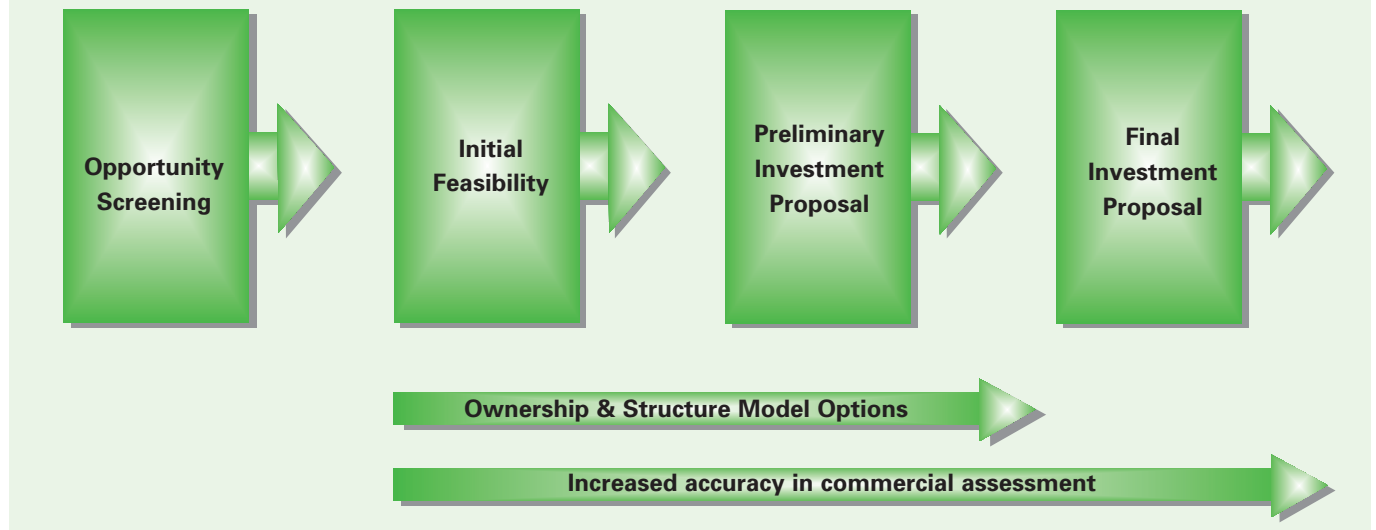 Opportunity
Screening
Initial
Feasibility
Preliminary
Investment
Proposal
Final
Investment
Proposal
Ownership & Structure Model Options
Increased accuracy in commercial assessment